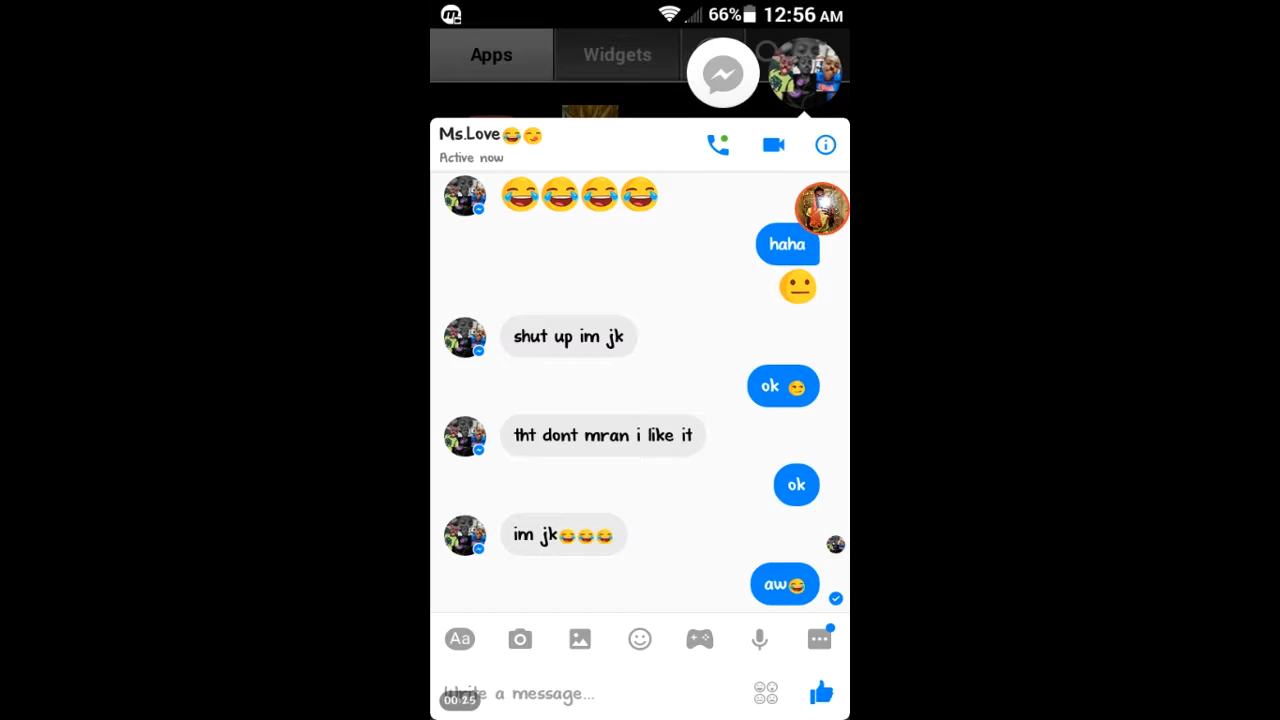 66% 12:56 AM
Apps Widgets
Ms.Love😂😏
Active now
😂😂😂😂
haha
😐
shut up im jk
ok 😊
tht dont mran i like it
ok
im jk😂😂😂
aw😂
Aa
Write a message...
00:25